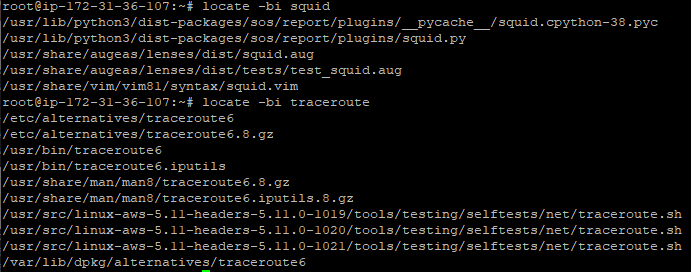 root@ip-172-31-36-107:~# locate -bi squid
/usr/lib/python3/dist-packages/sos/report/plugins/__pycache__/squid.cpython-38.pyc
/usr/lib/python3/dist-packages/sos/report/plugins/squid.py
/usr/share/augeas/lenses/dist/squid.aug
/usr/share/augeas/lenses/dist/tests/test_squid.aug
/usr/share/vim/vim81/syntax/squid.vim
root@ip-172-31-36-107:~# locate -bi traceroute
/etc/alternatives/traceroute6
/etc/alternatives/traceroute6.8.gz
/usr/bin/traceroute6
/usr/bin/traceroute6.iputils
/usr/share/man/man8/traceroute6.8.gz
/usr/share/man/man8/traceroute6.iputils.8.gz
/usr/src/linux-aws-5.11-headers-5.11.0-1019/tools/testing/selftests/net/traceroute.sh
/usr/src/linux-aws-5.11-headers-5.11.0-1020/tools/testing/selftests/net/traceroute.sh
/usr/src/linux-aws-5.11-headers-5.11.0-1021/tools/testing/selftests/net/traceroute.sh
/var/lib/dpkg/alternatives/traceroute6